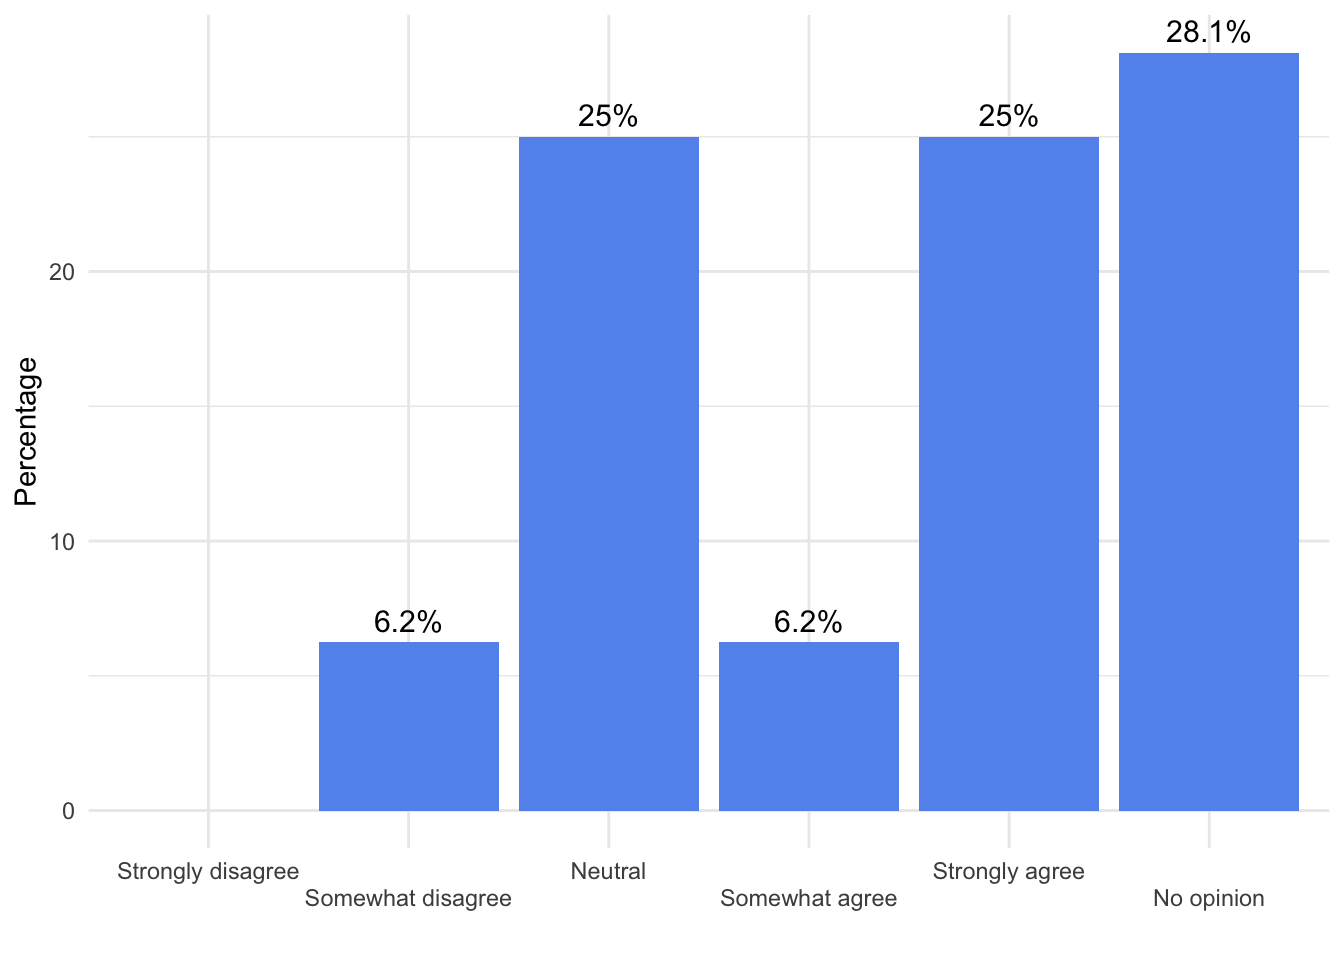 28.1%
25%
25%
20
Percentage
10
6.2%
6.2%
0
Strongly disagree
Neutral
Strongly agree
Somewhat disagree
Somewhat agree
No opinion